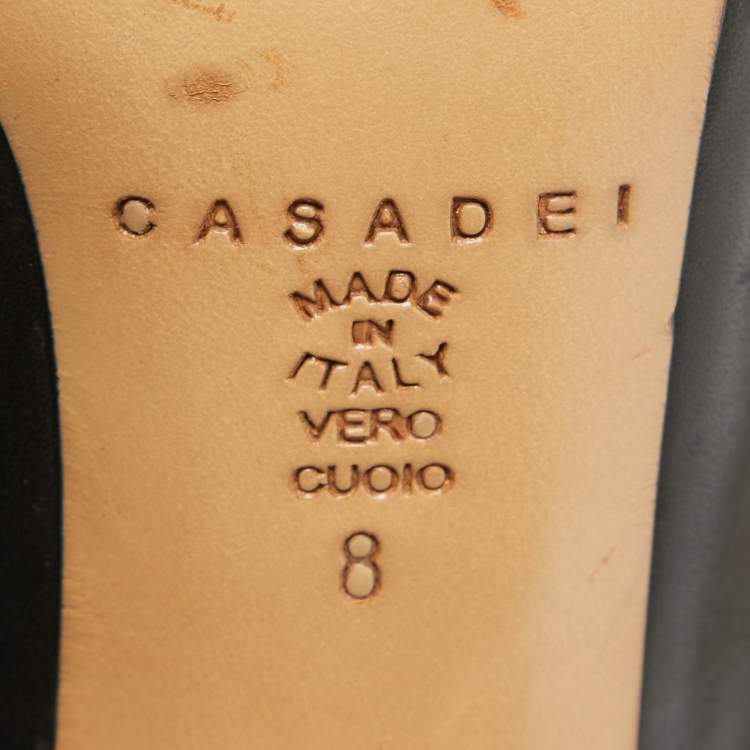 CASADEI
MADE
IN
ITALY
VERO
CUOIO
8